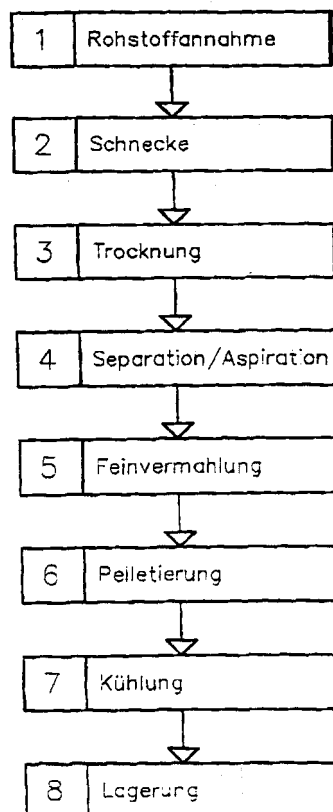 1 Rohstoffannahme
2 Schnecke
3 Trocknung
4 Separation/Aspiration
5 Feinvermahlung
6 Pelletierung
7 Kühlung
8 Lagerung